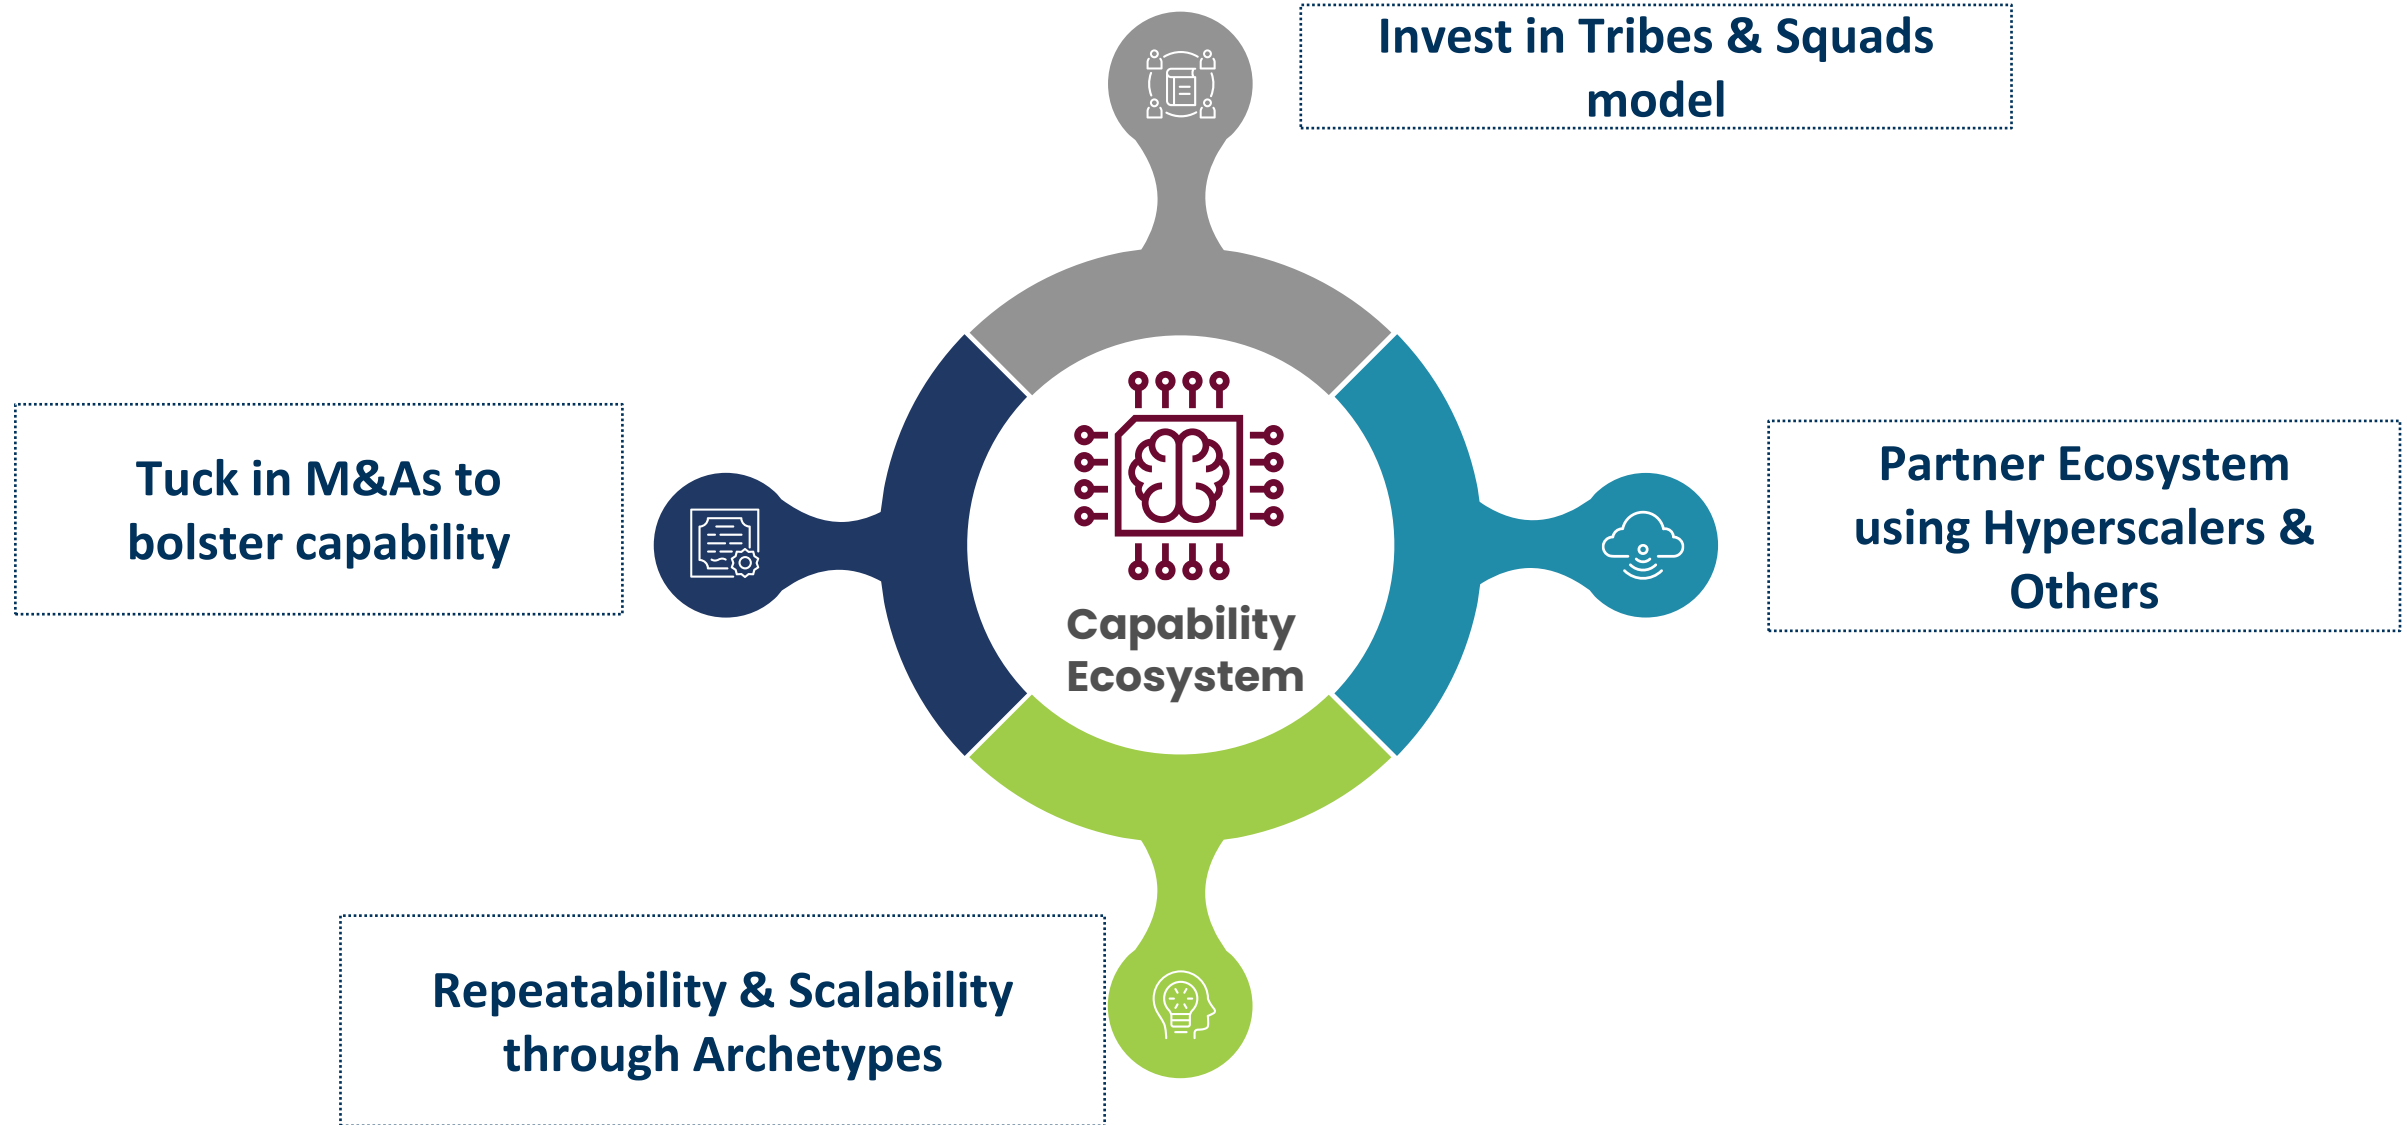 Invest in Tribes & Squads
model
Tuck in M&As to
bolster capability
Capability
Ecosystem
Partner Ecosystem
using Hyperscalers &
Others
Repeatability & Scalability
through Archetypes